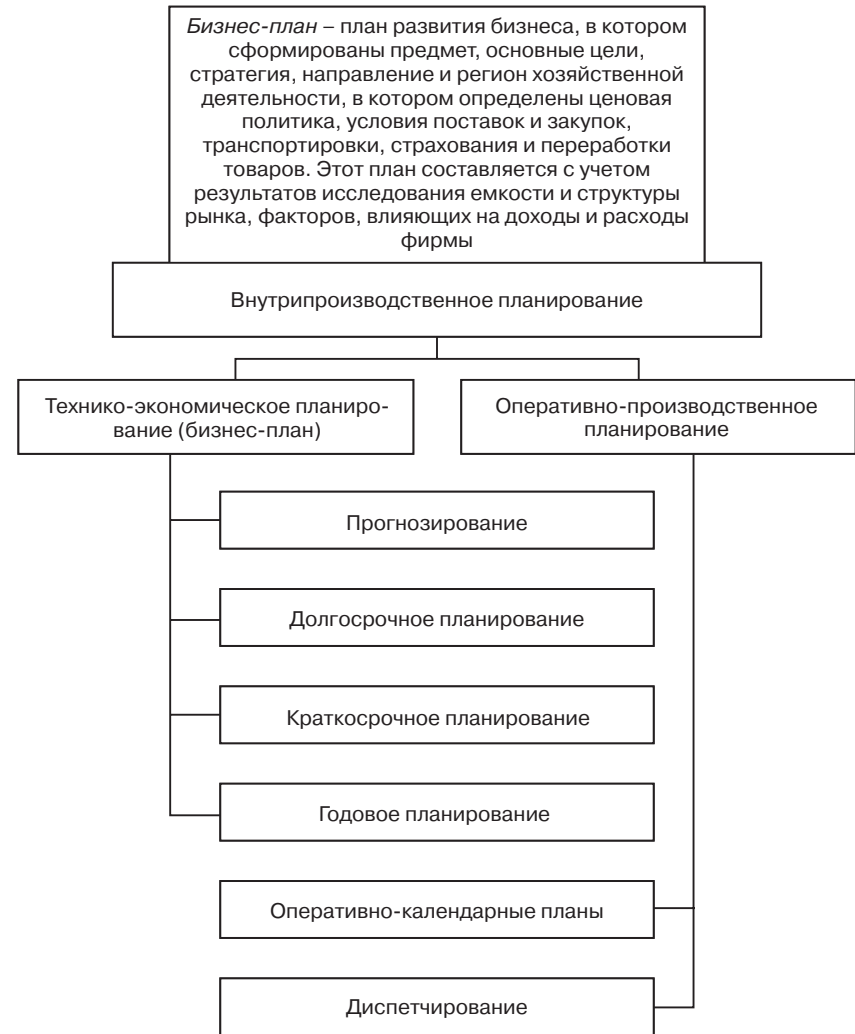 Бизнес-план – план развития бизнеса, в котором
сформированы предмет, основные цели,
стратегия, направление и регион хозяйственной
деятельности, в котором определены ценовая
политика, условия поставок и закупок,
транспортировки, страхования и переработки
товаров. Этот план составляется с учетом
результатов исследования емкости и структуры
рынка, факторов, влияющих на доходы и расходы
фирмы
Внутрипроизводственное планирование
Технико-экономическое планиро-
вание (бизнес-план)
Оперативно-производственное
планирование
Прогнозирование
Долгосрочное планирование
Краткосрочное планирование
Годовое планирование
Оперативно-календарные планы
Диспетчирование